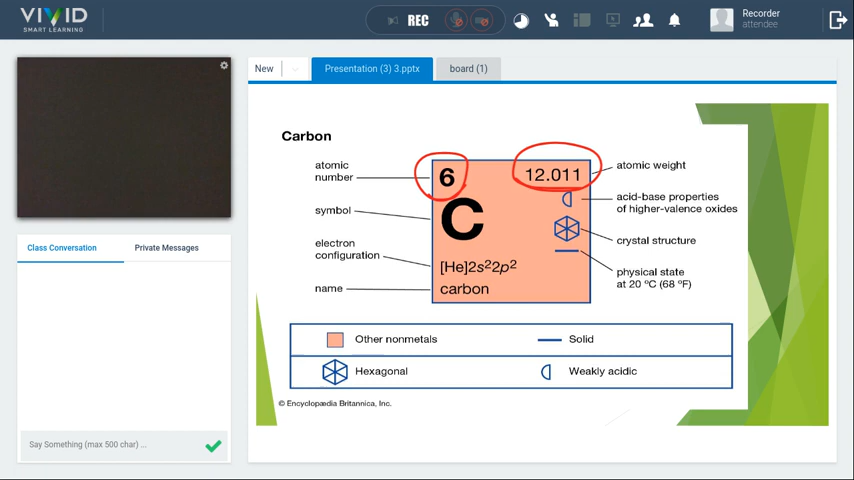 VIVID
SMART LEARNING
REC
Recorder
attendee
New
Presentation (3) 3.pptx
board (1)
Carbon
atomic
number
6
12.011
atomic weight
C
acid-base properties
of higher-valence oxides
symbol
crystal structure
electron
configuration
[He]2s²2p²
physical state
at 20 ºC (68 ºF)
name
carbon
Other nonmetals
Solid
Hexagonal
Weakly acidic
© Encyclopædia Britannica, Inc.
Class Conversation
Private Messages
Say Something (max 500 char) ...